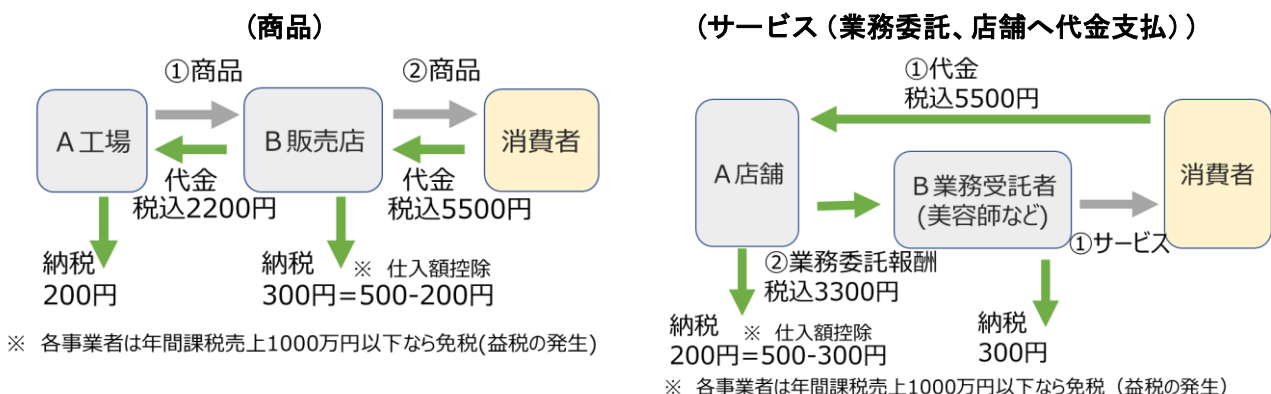 (商品)
①商品
②商品
A工場
B販売店
消費者
代金
税込2200円
代金
税込5500円
納税
200円
納税 ※ 仕入額控除
300円=500-200円
※ 各事業者は年間課税売上1000万円以下なら免税(益税の発生)
(サービス(業務委託、店舗へ代金支払))
①代金
税込5500円
A店舗
B業務受託者
(美容師など)
消費者
①サービス
②業務委託報酬
税込3300円
納税 ※ 仕入額控除
200円=500-300円
納税
300円
※ 各事業者は年間課税売上1000万円以下なら免税(益税の発生)